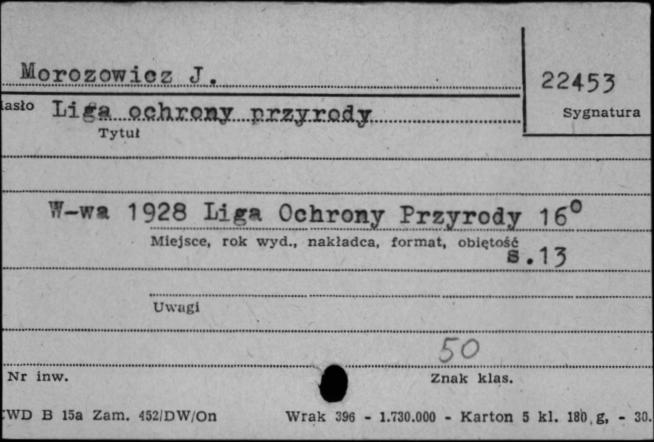 Morozowicz J.
22453
asło Liga ochrony przyrody
Sygnatura
Tytuł
W-wa 1928 Liga Ochrony Przyrody 16°
Miejsce, rok wyd., nakładca, format, obiętość
s.13
Uwagi
50
Nr inw.
Znak klas.
ZWD B 15a Zam. 452/DW/On Wrak 396 - 1.730.000 - Karton 5 kl. 180 g, - 30.